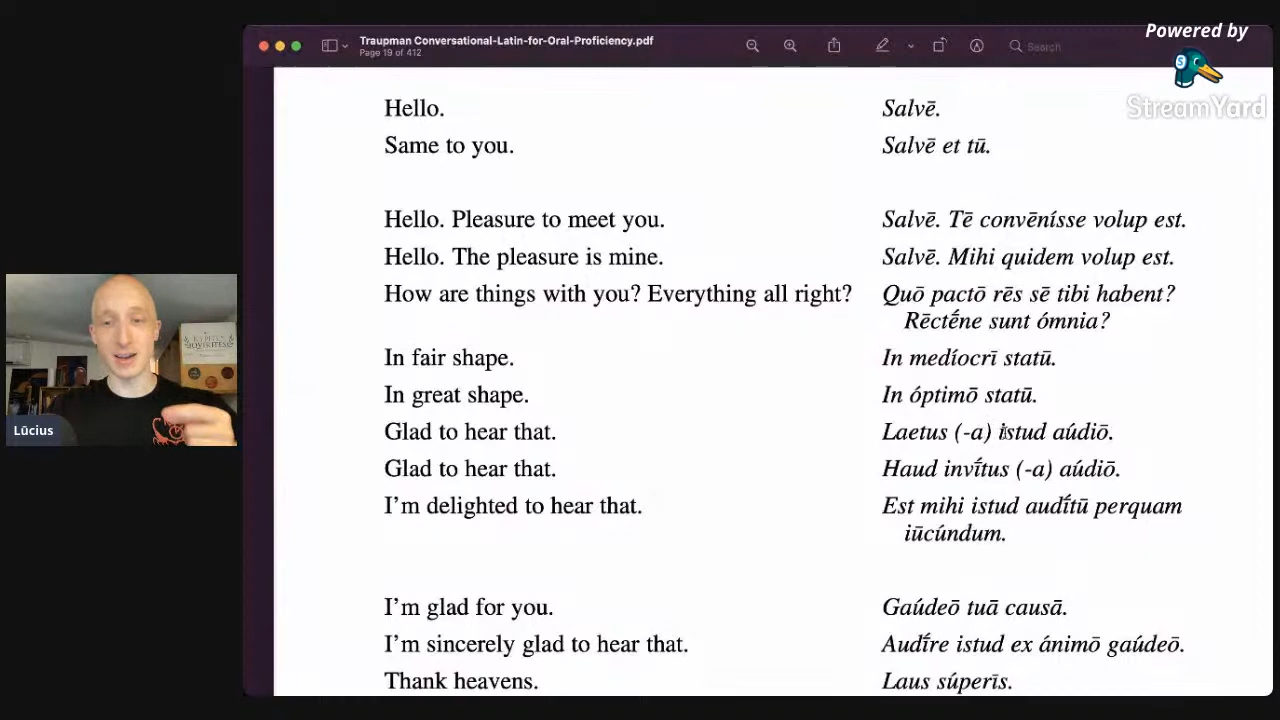 Powered by
StreamYard
Traupman Conversational-Latin-for-Oral-Proficiency.pdf
Page 19 of 412
Search
Hello. Salvē.
Same to you. Salvē et tū.
Hello. Pleasure to meet you. Salvē. Tē convēnísse volup est.
Hello. The pleasure is mine. Salvē. Mihi quidem volup est.
How are things with you? Everything all right? Quō pactō rēs sē tibi habent?
Rēctḗne sunt ómnia?
In fair shape. In medíocrī statū.
In great shape. In óptimō statū.
Glad to hear that. Laetus (-a) istud aúdiō.
Glad to hear that. Haud invī́tus (-a) aúdiō.
I’m delighted to hear that. Est mihi istud audī́tū perquam
iūcúndum.
I’m glad for you. Gaúdeō tuā causā.
I’m sincerely glad to hear that. Audī́re istud ex ánimō gaúdeō.
Thank heavens. Laus súperīs.
Lūcius